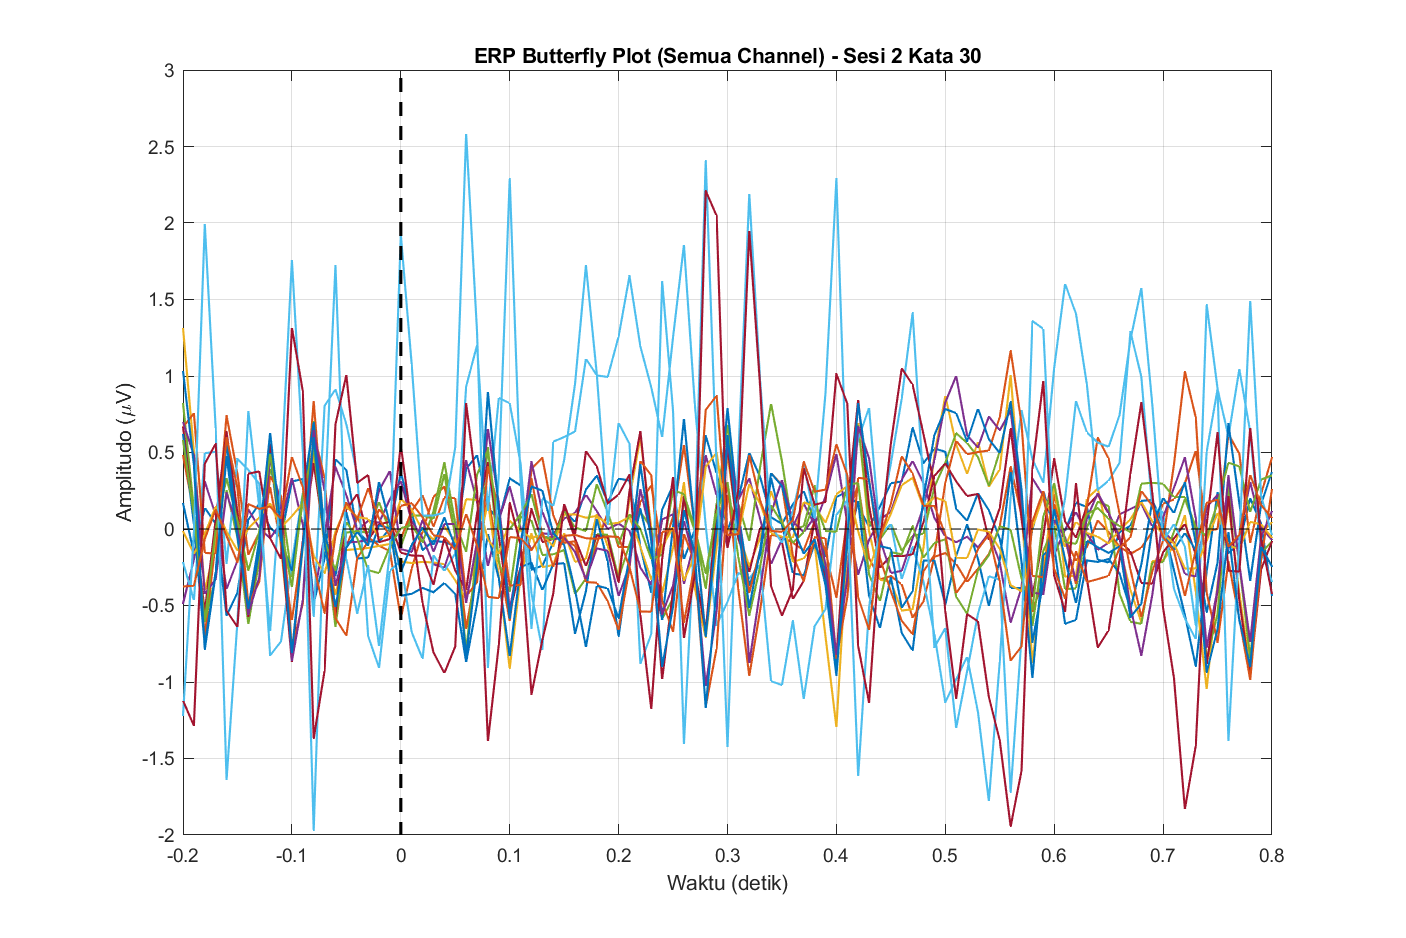 ERP Butterfly Plot (Semua Channel) - Sesi 2 Kata 30
3
2.5
2
1.5
1
0.5
0
-0.5
-1
-1.5
-2
Amplitudo (μV)
-0.2 -0.1 0 0.1 0.2 0.3 0.4 0.5 0.6 0.7 0.8
Waktu (detik)